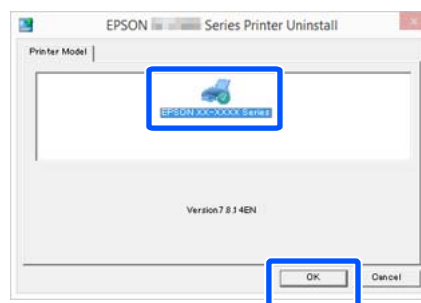 EPSON Series Printer Uninstall
Printer Model
EPSON XX-XXXX Series
Version7.8.14EN
OK Cancel